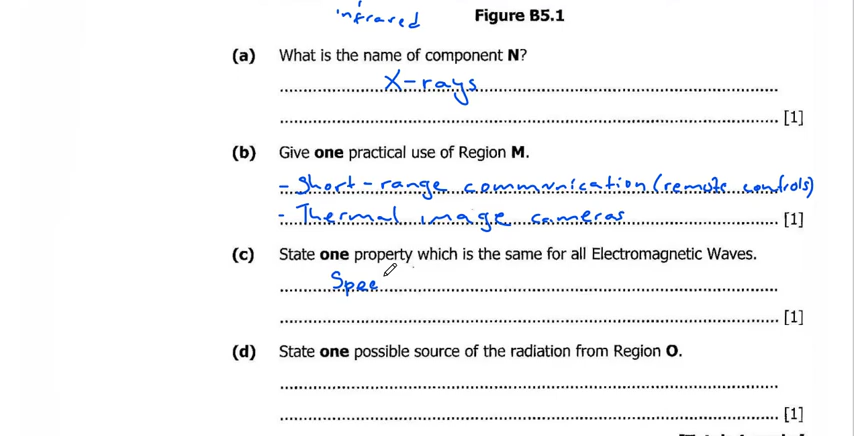 infrared
Figure B5.1
(a) What is the name of component N?
X-rays
[1]
(b) Give one practical use of Region M.
- Short-range communication (remote controls)
- Thermal image cameras
[1]
(c) State one property which is the same for all Electromagnetic Waves.
Spee
[1]
(d) State one possible source of the radiation from Region O.
[1]